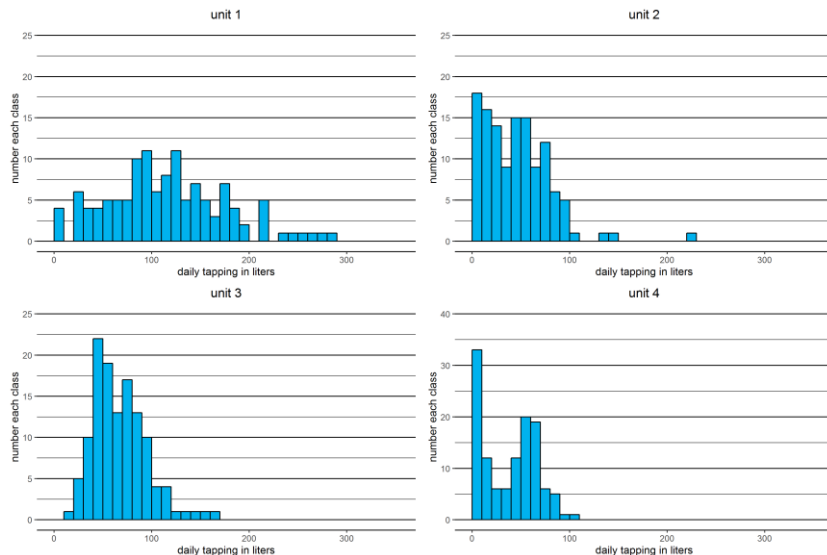 unit 1
25
20
15
10
5
0
number each class
0 100 200 300
daily tapping in liters
unit 2
25
20
15
10
5
0
number each class
0 100 200 300
daily tapping in liters
unit 3
25
20
15
10
5
0
number each class
0 100 200 300
daily tapping in liters
unit 4
40
30
20
10
0
number each class
0 100 200 300
daily tapping in liters